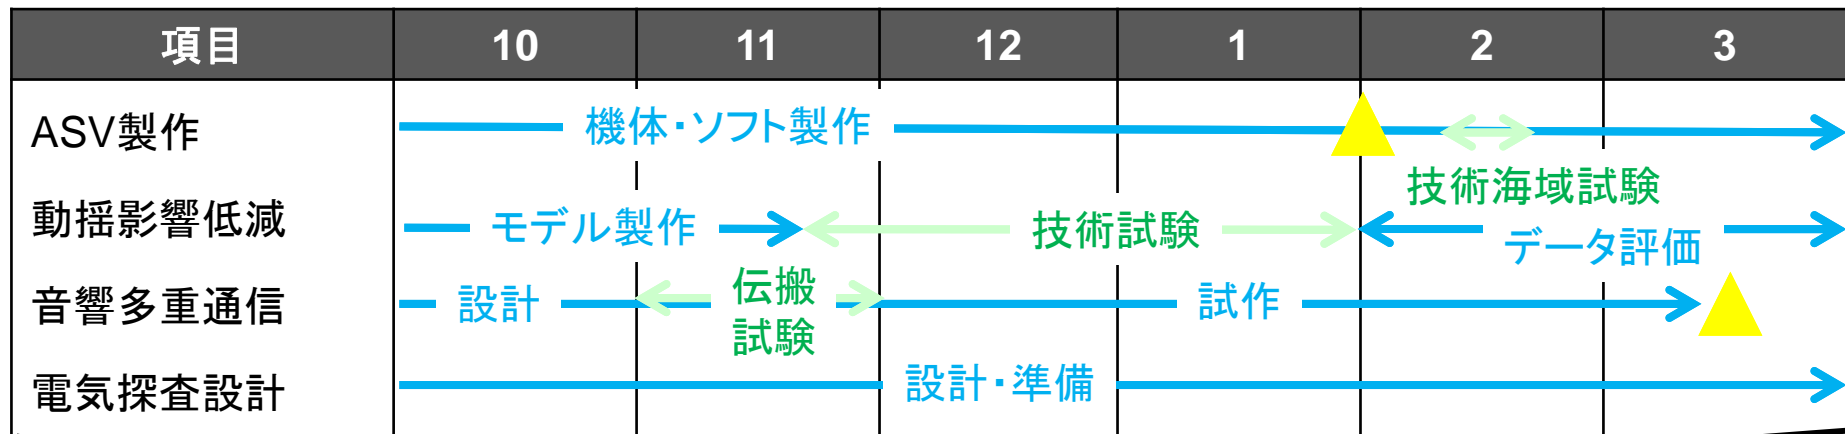 項目 10 11 12 1 2 3
ASV製作 機体・ソフト製作
技術海域試験
動揺影響低減 モデル製作 技術試験 データ評価
音響多重通信 設計 伝搬 試作
試験
電気探査設計 設計・準備